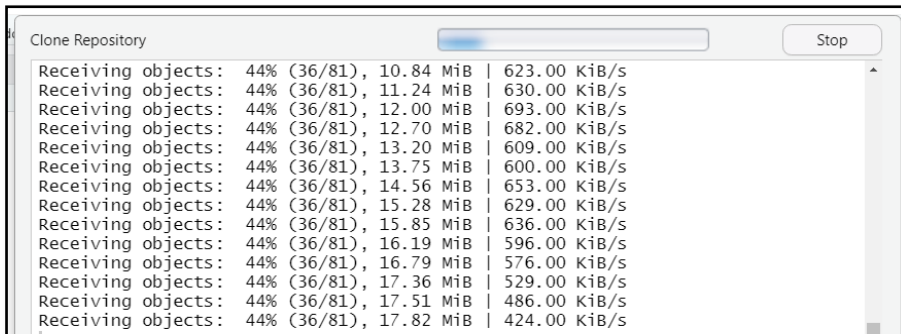 Clone Repository
Stop
Receiving objects:  44% (36/81), 10.84 MiB | 623.00 KiB/s
Receiving objects:  44% (36/81), 11.24 MiB | 630.00 KiB/s
Receiving objects:  44% (36/81), 12.00 MiB | 693.00 KiB/s
Receiving objects:  44% (36/81), 12.70 MiB | 682.00 KiB/s
Receiving objects:  44% (36/81), 13.20 MiB | 609.00 KiB/s
Receiving objects:  44% (36/81), 13.75 MiB | 600.00 KiB/s
Receiving objects:  44% (36/81), 14.56 MiB | 653.00 KiB/s
Receiving objects:  44% (36/81), 15.28 MiB | 629.00 KiB/s
Receiving objects:  44% (36/81), 15.85 MiB | 636.00 KiB/s
Receiving objects:  44% (36/81), 16.19 MiB | 596.00 KiB/s
Receiving objects:  44% (36/81), 16.79 MiB | 576.00 KiB/s
Receiving objects:  44% (36/81), 17.36 MiB | 529.00 KiB/s
Receiving objects:  44% (36/81), 17.51 MiB | 486.00 KiB/s
Receiving objects:  44% (36/81), 17.82 MiB | 424.00 KiB/s